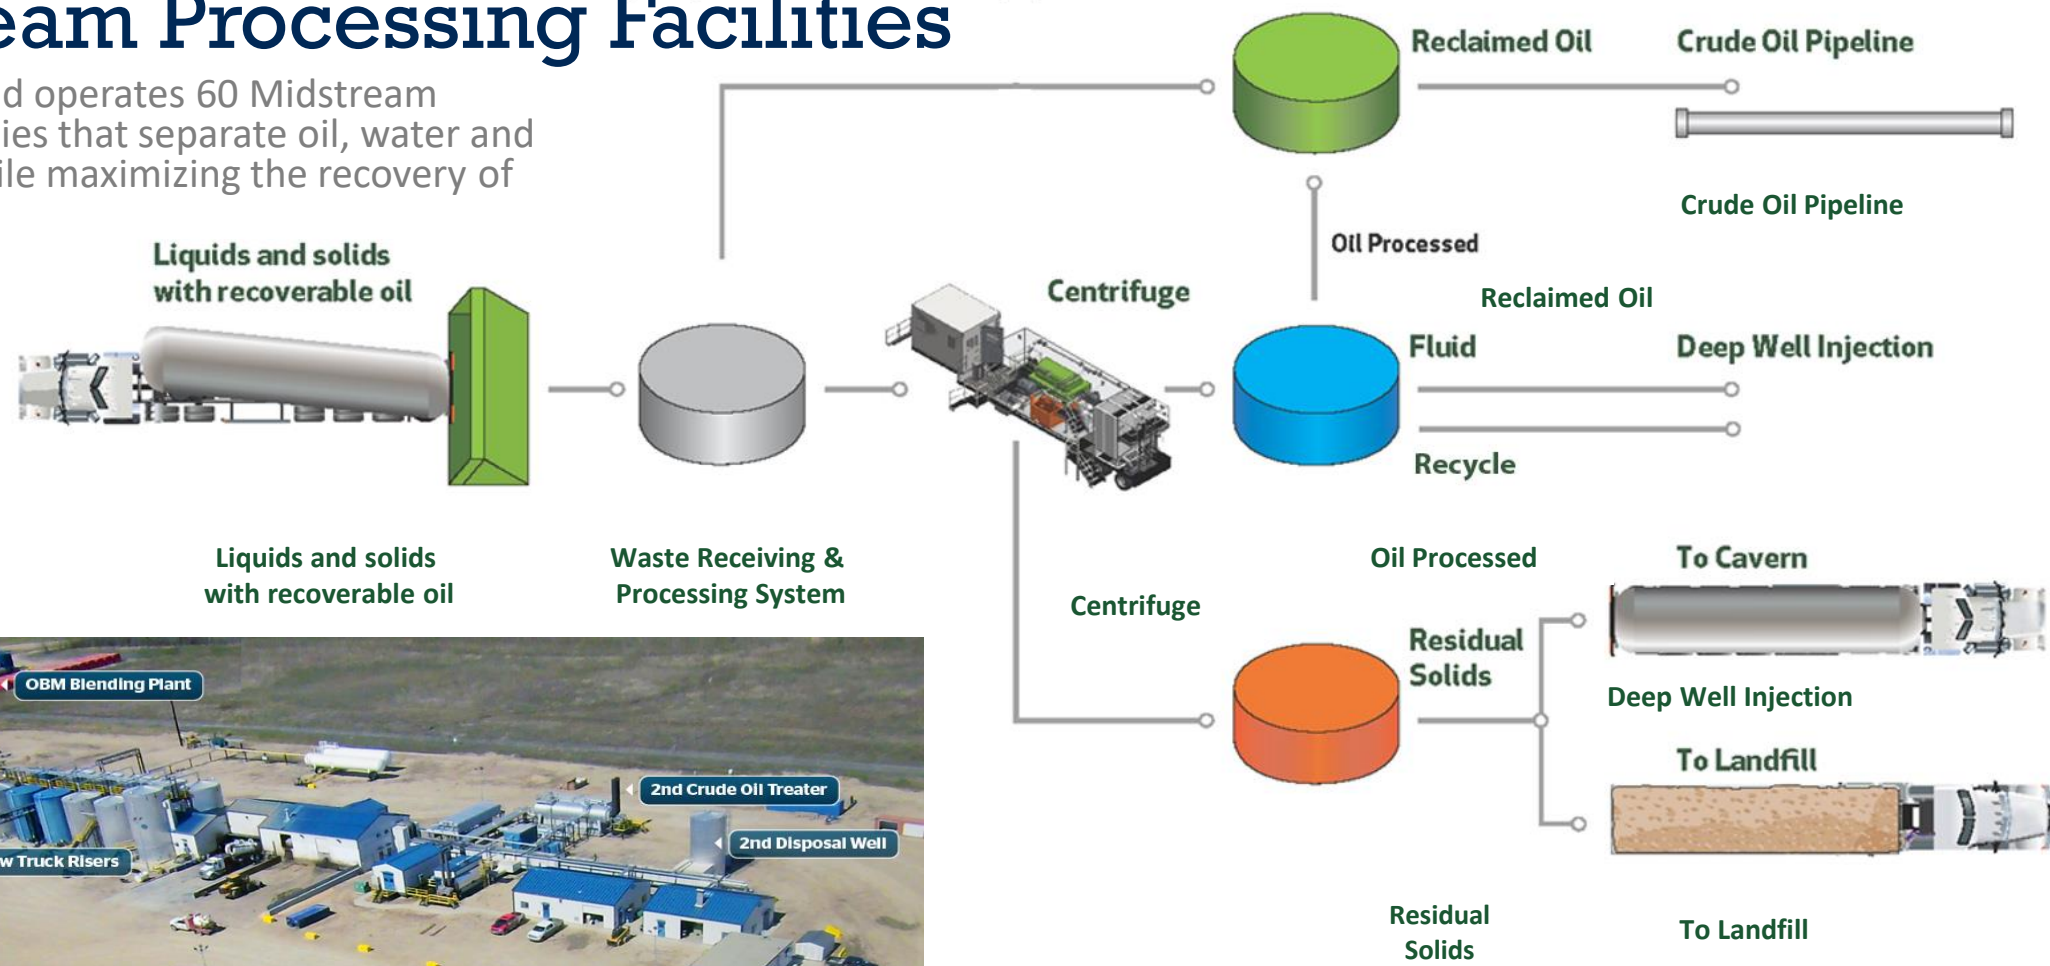 Processing Facilities
operates 60 Midstream
that separate oil, water and
maximizing the recovery of
Reclaimed Oil
Crude Oil Pipeline
Crude Oil Pipeline
Oil Processed
Liquids and solids
with recoverable oil
Centrifuge
Reclaimed Oil
Fluid
Deep Well Injection
Recycle
Liquids and solids
with recoverable oil
Waste Receiving &
Processing System
Oil Processed
To Cavern
Centrifuge
Residual
Solids
Deep Well Injection
To Landfill
OBM Blending Plant
2nd Crude Oil Treater
2nd Disposal Well
Truck Risers
Residual
Solids
To Landfill